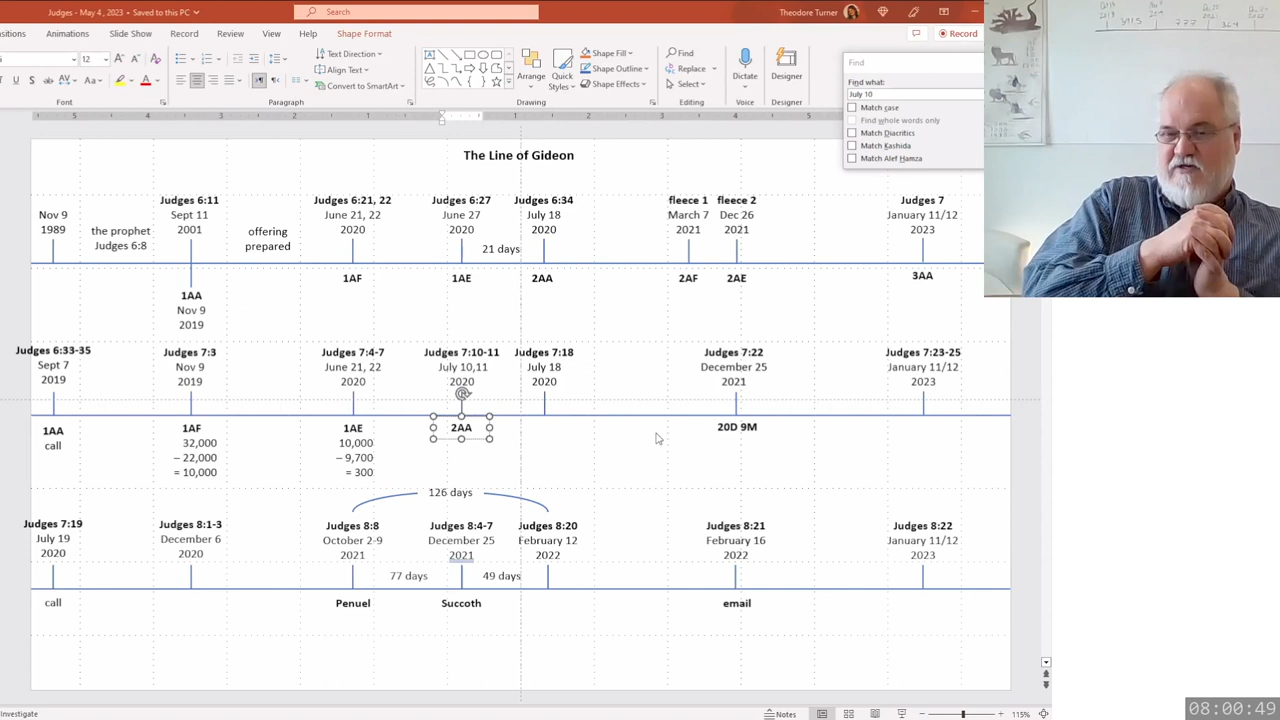 Judges - May 4, 2023 • Saved to this PC
Search
Theodore Turner
Animations
Slide Show
Record
Review
View
Help
Shape Format
Record
12
Text Direction
Align Text
Convert to SmartArt
Arrange
Quick
Styles
Shape Fill
Shape Outline
Shape Effects
Find
Replace
Select
Dictate
Designer
Font
Paragraph
Drawing
Editing
Voice
Designer
Find
Find what:
July 10
Match case
Find whole words only
Match Diacritics
Match Kashida
Match Alef Hamza
The Line of Gideon
Nov 9
1989
the prophet
Judges 6:8
Judges 6:11
Sept 11
2001
offering
prepared
Judges 6:21, 22
June 21, 22
2020
Judges 6:27
June 27
2020
21 days
Judges 6:34
July 18
2020
fleece 1
March 7
2021
fleece 2
Dec 26
2021
Judges 7
January 11/12
2023
1AA
Nov 9
2019
1AF
1AE
2AA
2AF
2AE
3AA
Judges 6:33-35
Sept 7
2019
Judges 7:3
Nov 9
2019
Judges 7:4-7
June 21, 22
2020
Judges 7:10-11
July 10,11
2020
Judges 7:18
July 18
2020
Judges 7:22
December 25
2021
Judges 7:23-25
January 11/12
2023
1AA
call
1AF
32,000
– 22,000
= 10,000
1AE
10,000
– 9,700
= 300
2AA
20D 9M
126 days
Judges 7:19
July 19
2020
Judges 8:1-3
December 6
2020
Judges 8:8
October 2-9
2021
Judges 8:4-7
December 25
2021
Judges 8:20
February 12
2022
Judges 8:21
February 16
2022
Judges 8:22
January 11/12
2023
77 days
49 days
call
Penuel
Succoth
email
Notes
115%
08:00:49